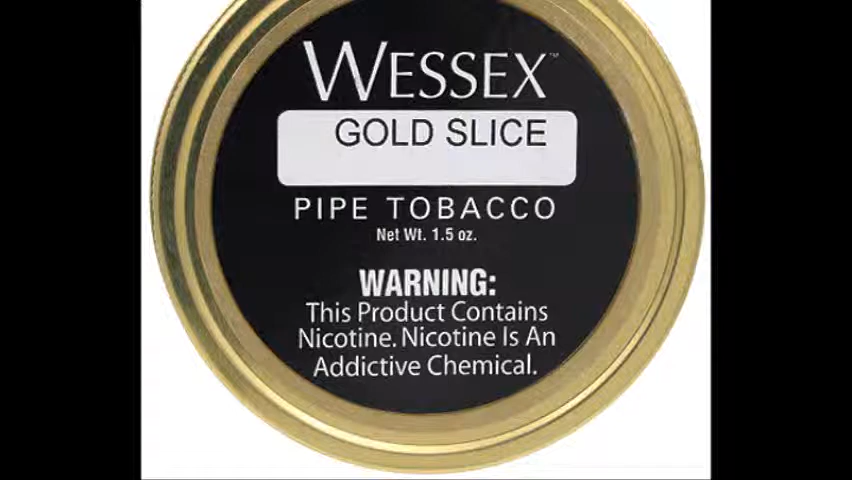 WESSEX™
GOLD SLICE
PIPE TOBACCO
Net Wt. 1.5 oz.
WARNING:
This Product Contains
Nicotine. Nicotine Is An
Addictive Chemical.